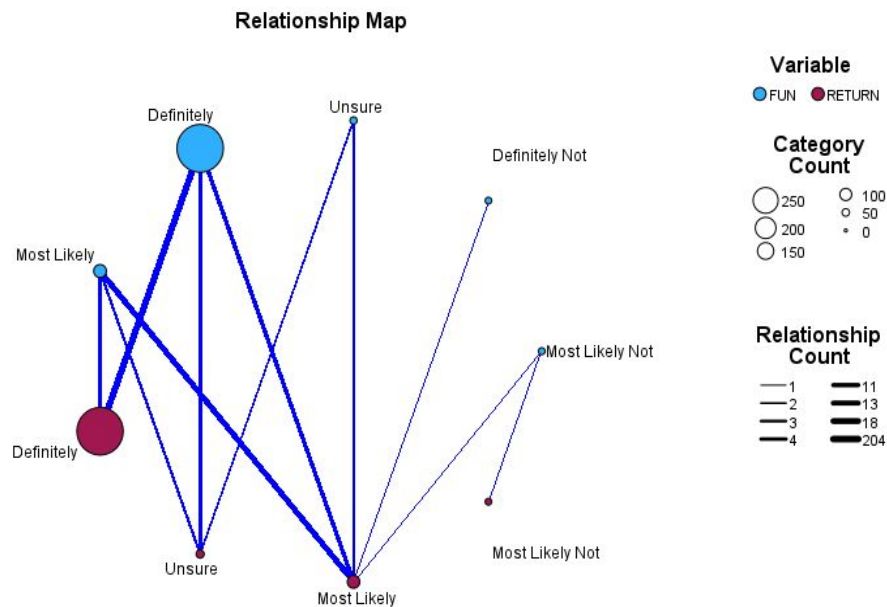 Relationship Map
Definitely
Unsure
Definitely Not
Most Likely
Most Likely Not
Definitely
Unsure
Most Likely
Most Likely Not
Variable
FUN RETURN
Category
Count
250 100
200 50
150 0
Relationship
Count
1 11
2 13
3 18
4 204